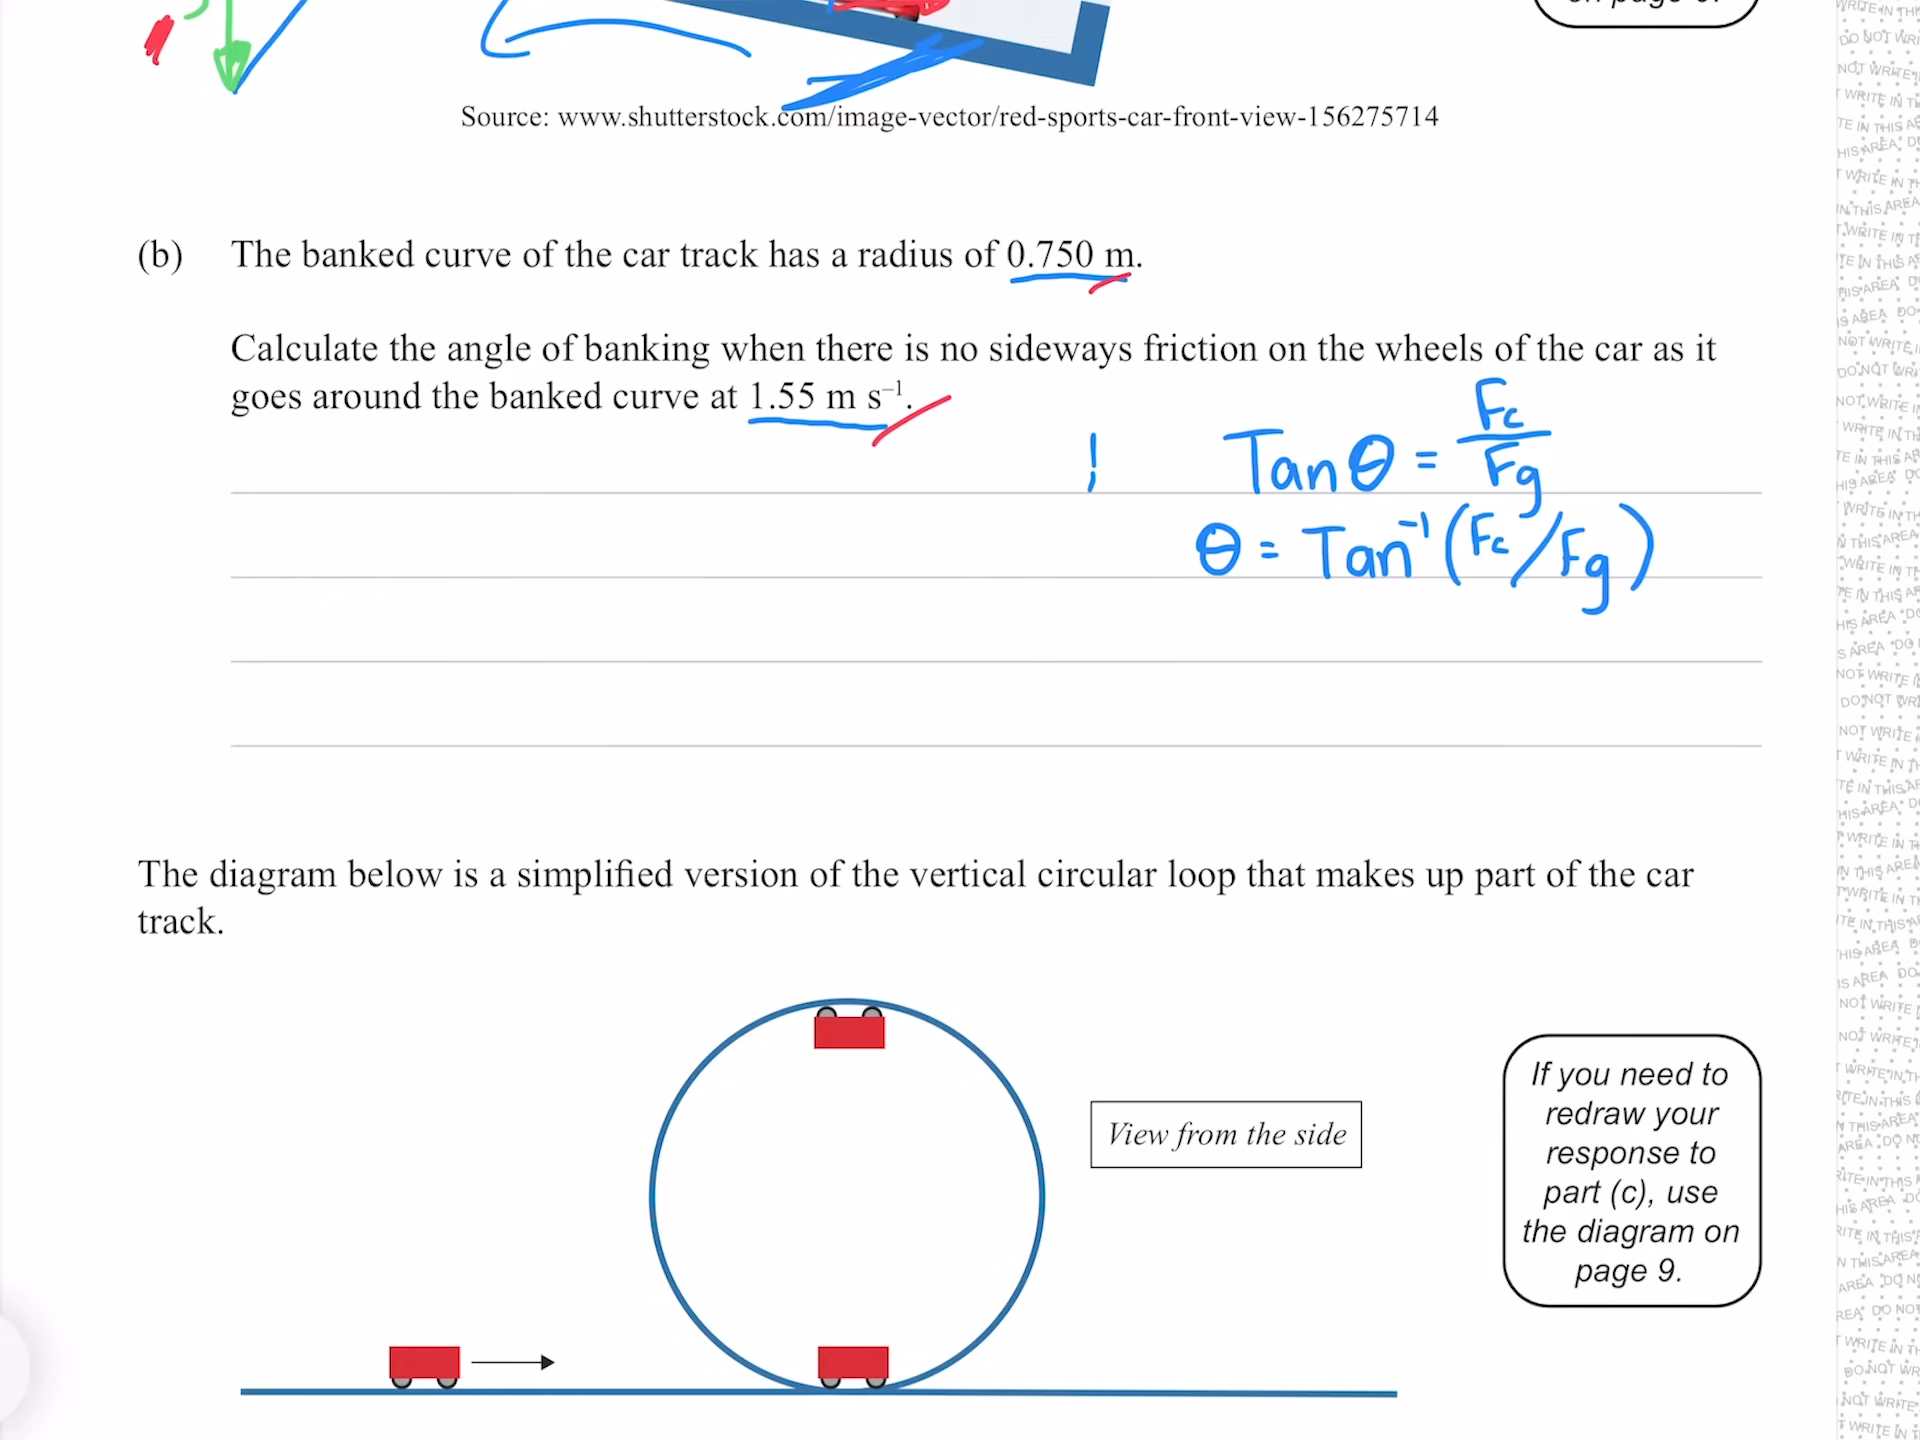 Source: www.shutterstock.com/image-vector/red-sports-car-front-view-156275714
(b) The banked curve of the car track has a radius of 0.750 m.
Calculate the angle of banking when there is no sideways friction on the wheels of the car as it
goes around the banked curve at 1.55 m s⁻¹.
Tan θ = Fc/Fg
θ = Tan⁻¹ (Fc/Fg)
The diagram below is a simplified version of the vertical circular loop that makes up part of the car
track.
View from the side
If you need to
redraw your
response to
part (c), use
the diagram on
page 9.